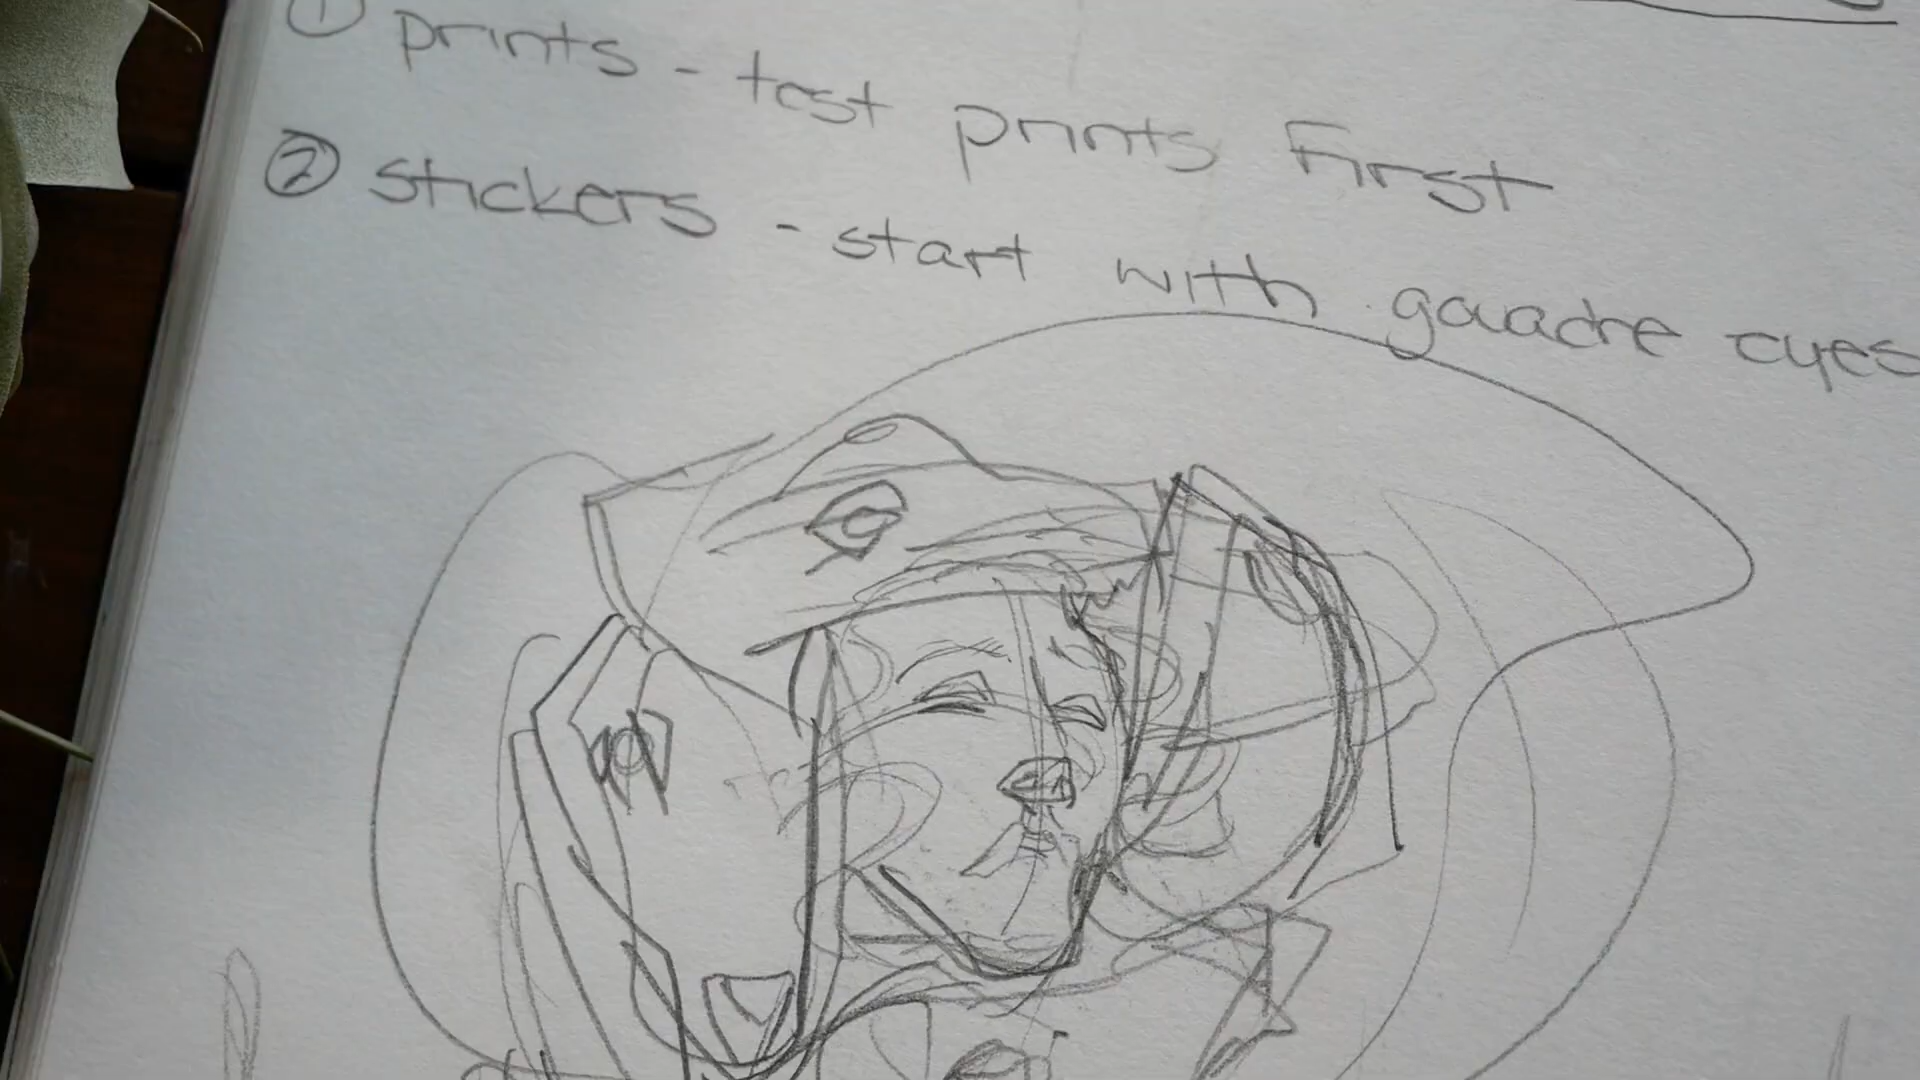 ① prints - test prints First
② stickers - start with gouache eyes